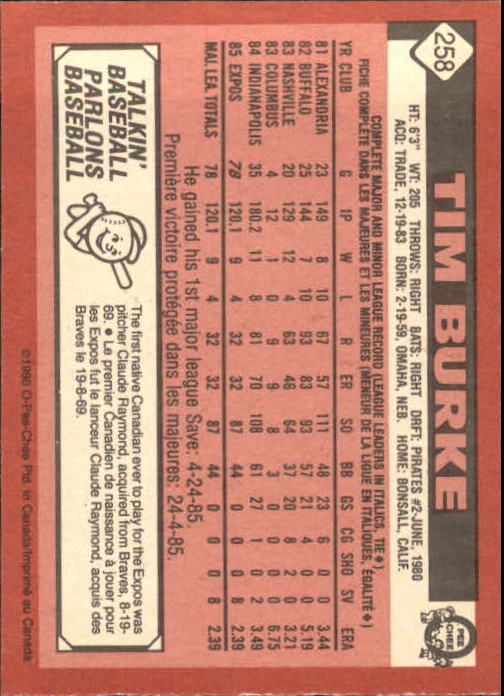 258
TIM BURKE
O PEE CHEE
HT: 6'3" WT: 205 THROWS: RIGHT BATS: RIGHT DRFT: PIRATES #2-JUNE, 1980
ACQ: TRADE, 12-19-83 BORN: 2-19-59, OMAHA, NEB. HOME: BONSALL, CALIF.
COMPLETE MAJOR AND MINOR LEAGUE RECORD (LEAGUE LEADERS IN ITALICS, TIE ♦)
FICHE COMPLÈTE DANS LES MAJEURES ET LES MINEURES (MENEUR DE LA LIGUE EN ITALIQUES, ÉGALITÉ ♦)
YR CLUB G IP W L R ER SO BB GS CG SHO SV ERA
81 ALEXANDRIA 23 149 8 10 67 57 111 48 23 6 0 0 3.44
82 BUFFALO 25 144 7 10 93 83 93 57 21 4 0 0 5.19
83 NASHVILLE 20 129 12 4 63 46 64 37 20 8 2 0 3.21
83 COLUMBUS 4 12 1 0 9 9 8 3 0 0 0 0 6.75
84 INDIANAPOLIS 35 180.2 11 8 81 70 108 61 27 1 0 2 3.49
85 EXPOS 78 120.1 9 4 32 32 87 44 0 0 0 8 2.39
MAJ. LEA. TOTALS 78 120.1 9 4 32 32 87 44 0 0 0 8 2.39
He gained his 1st major league Save: 4-24-85.
Première victoire protégée dans les majeures: 24-4-85.
TALKIN'
BASEBALL
PARLONS
BASEBALL
The first native Canadian ever to play for the Expos was
pitcher Claude Raymond, acquired from Braves, 8-19-
69. ● Le premier Canadien de naissance à jouer pour
les Expos fut le lanceur Claude Raymond, acquis des
Braves le 19-8-69.
©1986 O-Pee-Chee Ptd. in Canada/Imprimé au Canada